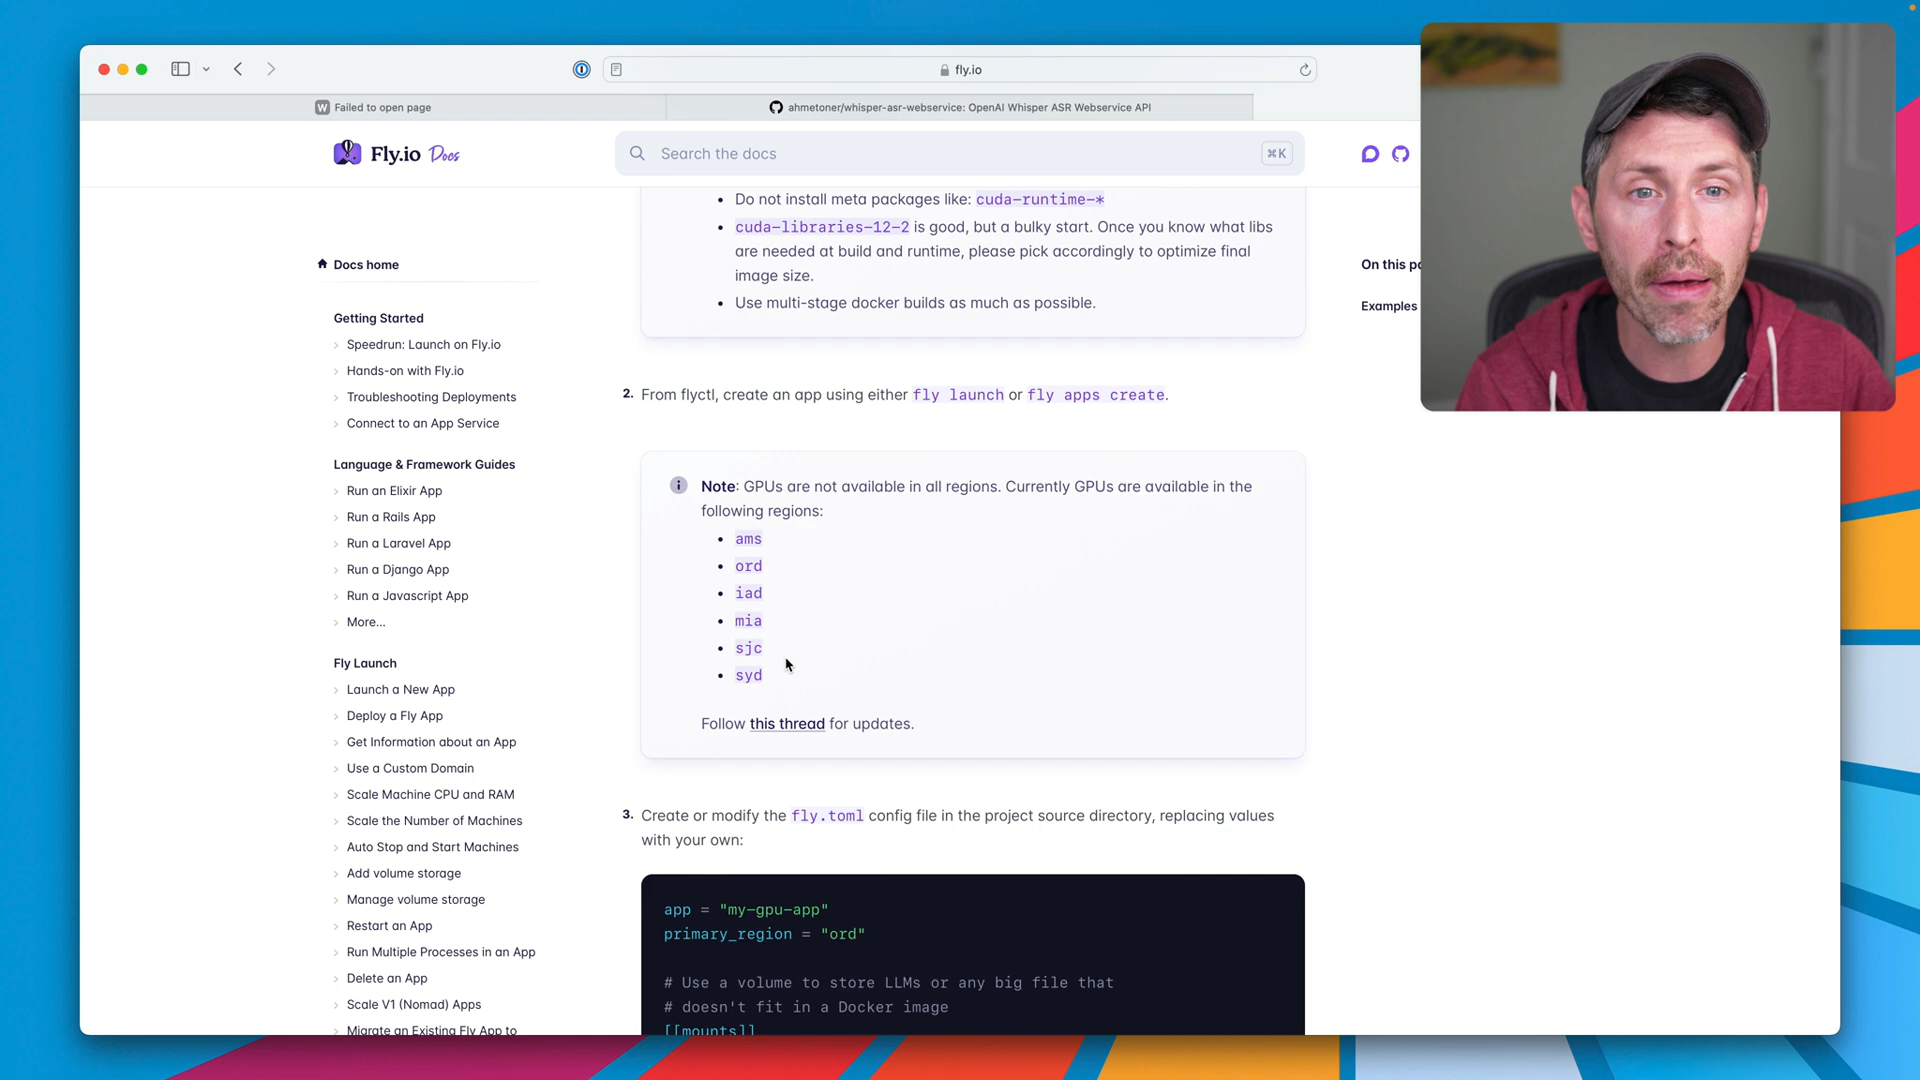 fly.io
W Failed to open page
ahmetoner/whisper-asr-webservice: OpenAI Whisper ASR Webservice API
Fly.io Docs
Search the docs
⌘K
Docs home
Getting Started
Speedrun: Launch on Fly.io
Hands-on with Fly.io
Troubleshooting Deployments
Connect to an App Service
Language & Framework Guides
Run an Elixir App
Run a Rails App
Run a Laravel App
Run a Django App
Run a Javascript App
More...
Fly Launch
Launch a New App
Deploy a Fly App
Get Information about an App
Use a Custom Domain
Scale Machine CPU and RAM
Scale the Number of Machines
Auto Stop and Start Machines
Add volume storage
Manage volume storage
Restart an App
Run Multiple Processes in an App
Delete an App
Scale V1 (Nomad) Apps
Migrate an Existing Fly App to
• Do not install meta packages like: cuda-runtime-*
• cuda-libraries-12-2 is good, but a bulky start. Once you know what libs
are needed at build and runtime, please pick accordingly to optimize final
image size.
• Use multi-stage docker builds as much as possible.
2. From flyctl, create an app using either fly launch or fly apps create.
Note: GPUs are not available in all regions. Currently GPUs are available in the
following regions:
• ams
• ord
• iad
• mia
• sjc
• syd
Follow this thread for updates.
3. Create or modify the fly.toml config file in the project source directory, replacing values
with your own:
app = "my-gpu-app"
primary_region = "ord"
# Use a volume to store LLMs or any big file that
# doesn't fit in a Docker image
[[mounts]]
On this
Examples